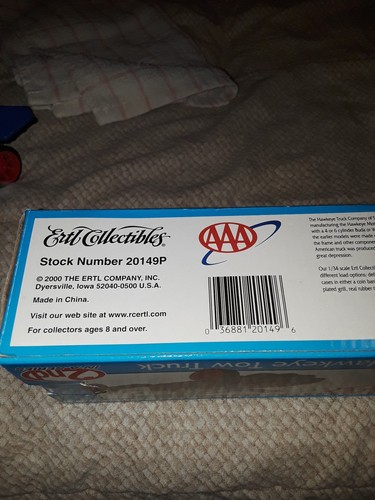 Ertl Collectibles
Stock Number 20149P
© 2000 THE ERTL COMPANY, INC.
Dyersville, Iowa 52040-0500 U.S.A.
Made in China.
Visit our web site at www.rcertl.com.
For collectors ages 8 and over.
AAA
0 36881 20149 6
The Hawkeye Truck Company of
manufacturing the Hawkeye
with a 4 or 6 cylinder Buda or
the earlier models were made
the frame and other compone
American truck was produced
great depression.
Our 1/34 scale Ertl Collecti
different load options; del
cases in either a coin ban
plated grill, real rubber
Hawkeye Tow Truck